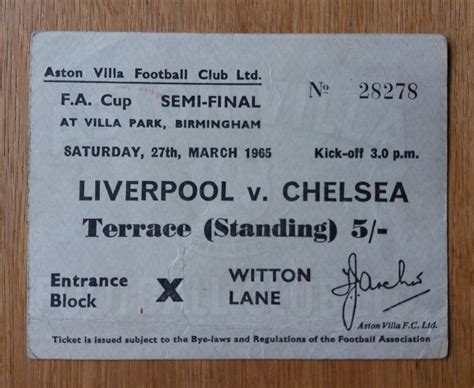 Aston Villa Football Club Ltd.
No 28278
F.A. Cup SEMI-FINAL
AT VILLA PARK, BIRMINGHAM
SATURDAY, 27th, MARCH 1965 Kick-off 3.0 p.m.
LIVERPOOL v. CHELSEA
Terrace (Standing) 5/-
Entrance Block X WITTON LANE
Aston Villa F.C. Ltd.
Ticket is issued subject to the Bye-laws and Regulations of the Football Association